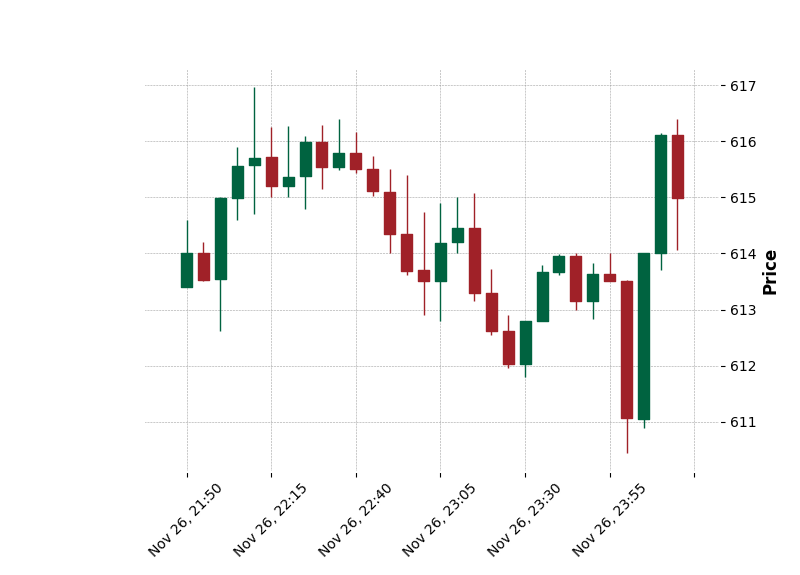 617
616
615
614
613
612
611
Price
Nov 26, 21:50
Nov 26, 22:15
Nov 26, 22:40
Nov 26, 23:05
Nov 26, 23:30
Nov 26, 23:55